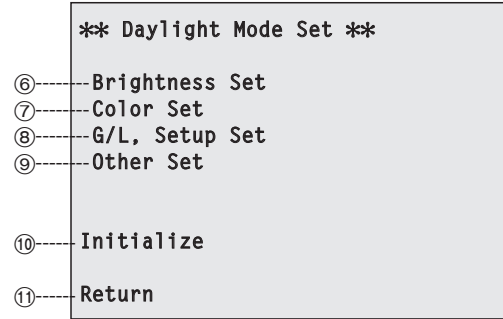 ** Daylight Mode Set **
⑥ Brightness Set
⑦ Color Set
⑧ G/L, Setup Set
⑨ Other Set
⑩ Initialize
⑪ Return